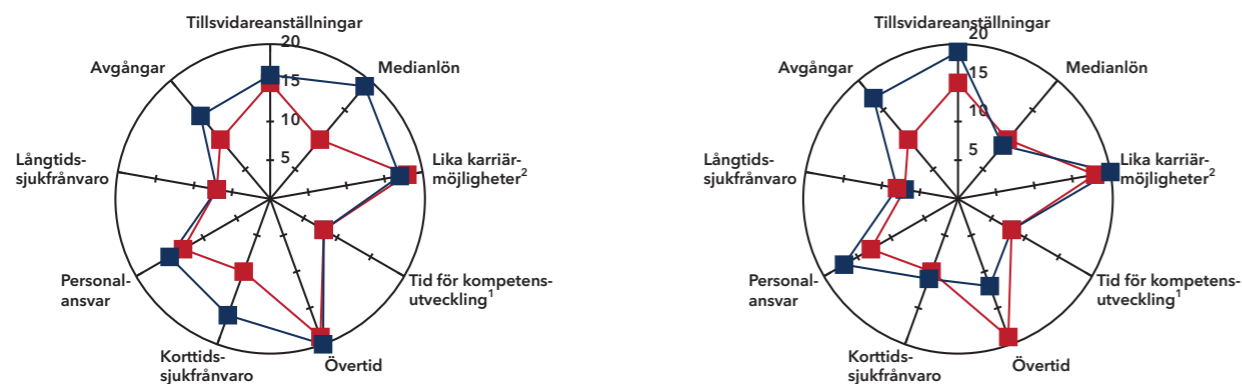 Tillsvidareanställningar
20
15
10
5
Medianlön
Lika karriär-
möjligheter²
Tid för kompetens-
utveckling¹
Övertid
Korttids-
sjukfrånvaro
Personal-
ansvar
Långtids-
sjukfrånvaro
Avgångar
Tillsvidareanställningar
20
15
10
5
Medianlön
Lika karriär-
möjligheter²
Tid för kompetens-
utveckling¹
Övertid
Korttids-
sjukfrånvaro
Personal-
ansvar
Långtids-
sjukfrånvaro
Avgångar